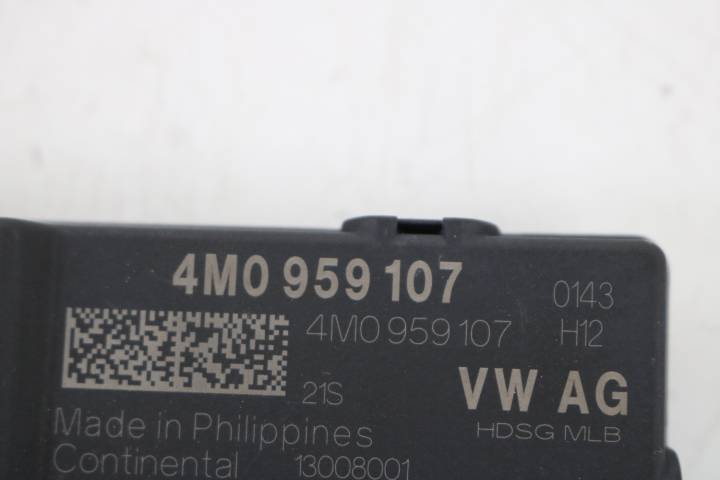 4M0 959 107
0143
4M0 959 107 H12
21S
VW AG
HDSG MLB
Made in Philippines
Continental 13008001